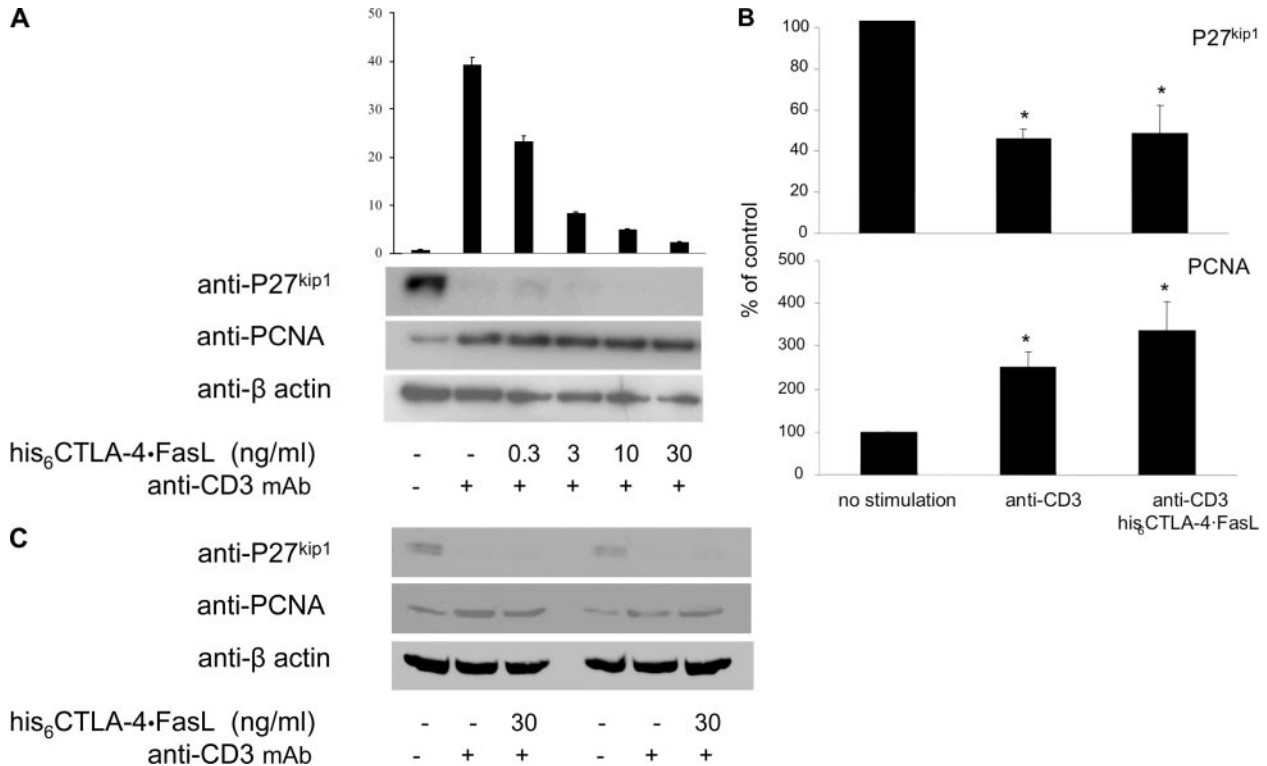 A
50
40
30
20
10
0
anti-P27ᵏⁱᵖ¹
anti-PCNA
anti-β actin
his₆CTLA-4•FasL (ng/ml) - - 0.3 3 10 30
anti-CD3 mAb - + + + + +
B
P27ᵏⁱᵖ¹
100
80
60
40
20
0
* *
% of control
PCNA
500
400
300
200
100
0
* *
no stimulation anti-CD3 anti-CD3
his₆CTLA-4·FasL
C
anti-P27ᵏⁱᵖ¹
anti-PCNA
anti-β actin
his₆CTLA-4•FasL (ng/ml) - - 30 - - 30
anti-CD3 mAb - + + - + +